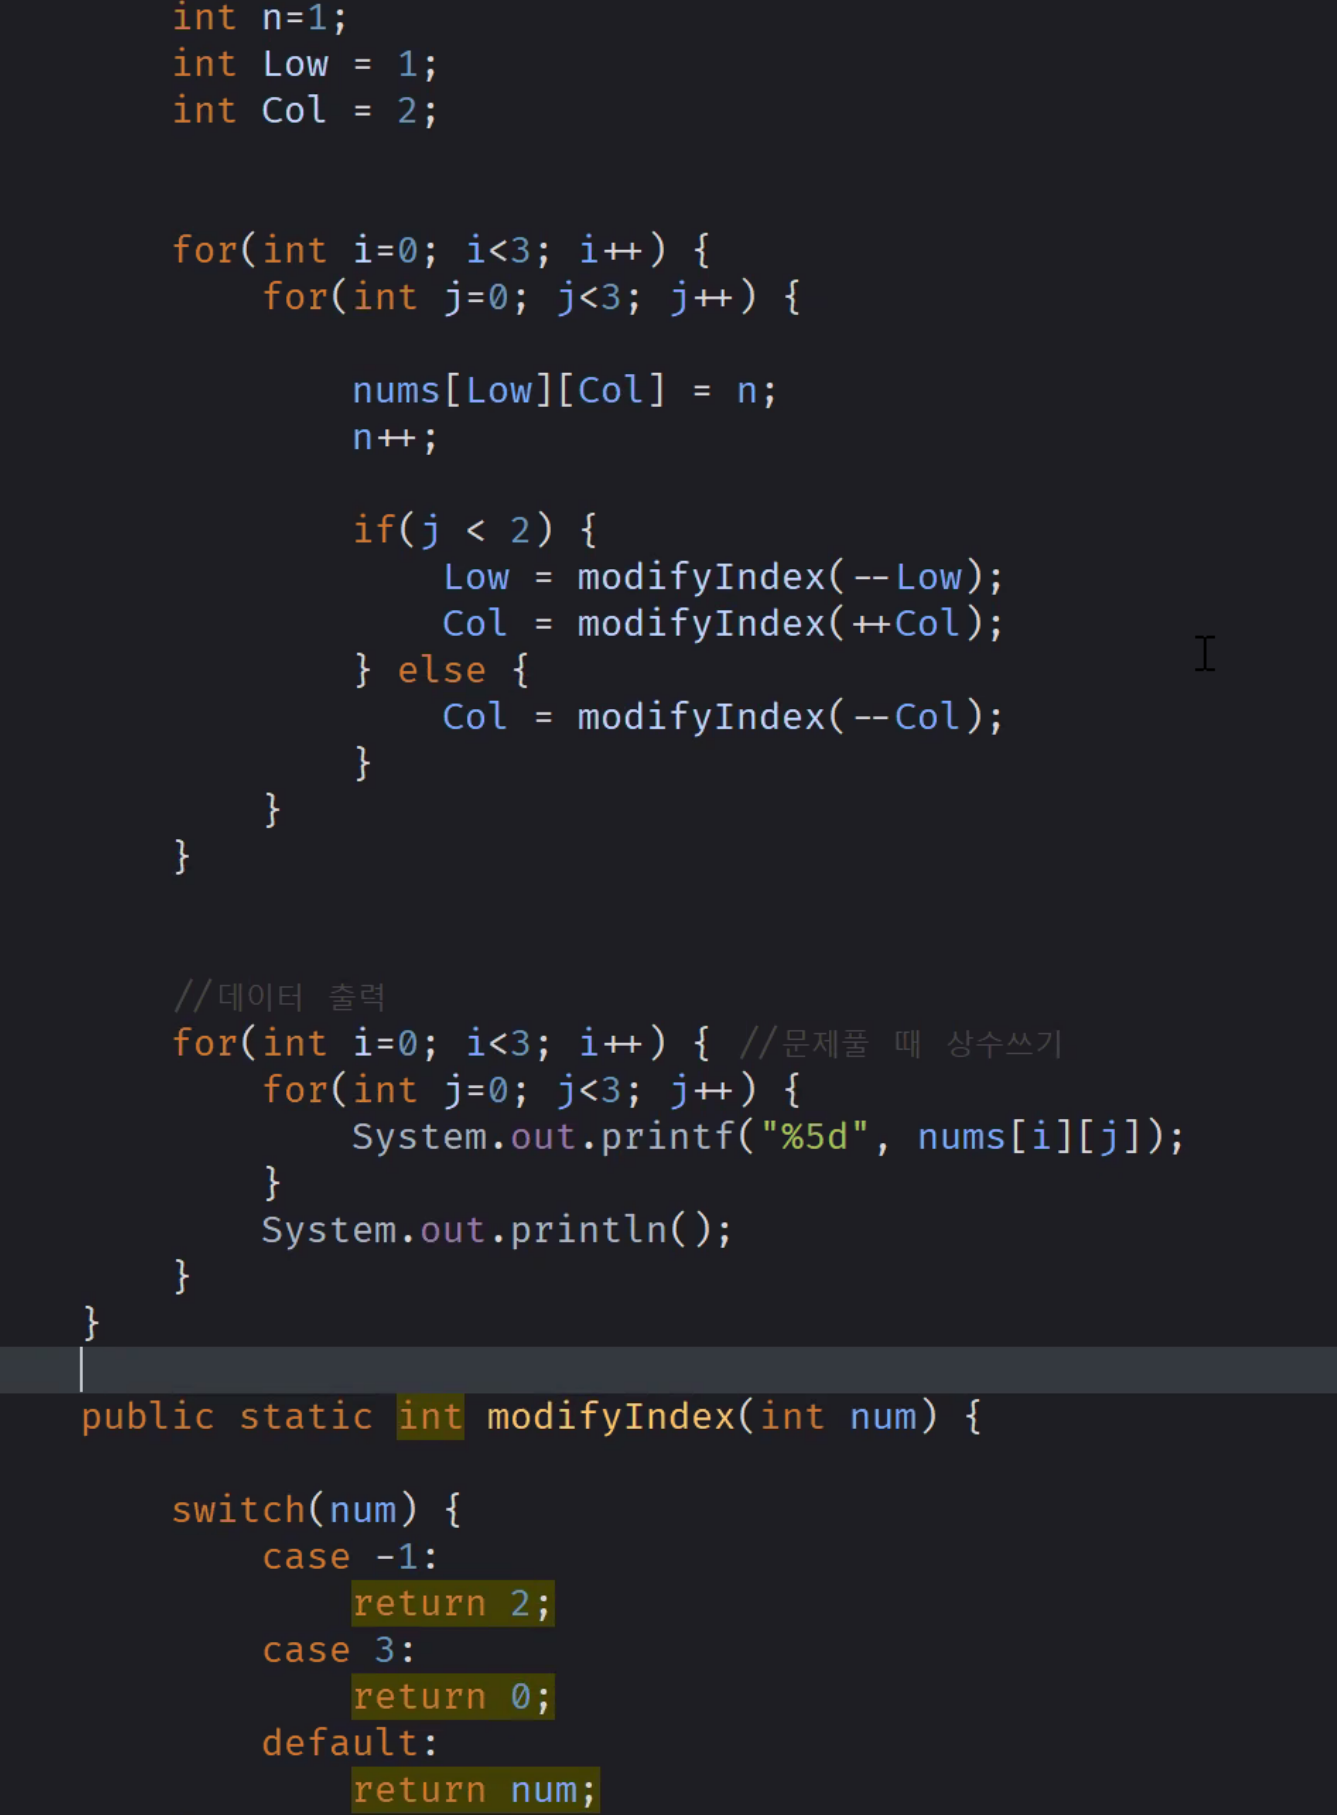 int n=1;
int Low = 1;
int Col = 2;
for(int i=0; i<3; i++) {
for(int j=0; j<3; j++) {
nums[Low][Col] = n;
n++;
if(j < 2) {
Low = modifyIndex(--Low);
Col = modifyIndex(++Col);
} else {
Col = modifyIndex(--Col);
}
}
}
//데이터 출력
for(int i=0; i<3; i++) { //문제풀 때 상수쓰기
for(int j=0; j<3; j++) {
System.out.printf("%5d", nums[i][j]);
}
System.out.println();
}
}
public static int modifyIndex(int num) {
switch(num) {
case -1:
return 2;
case 3:
return 0;
default:
return num;